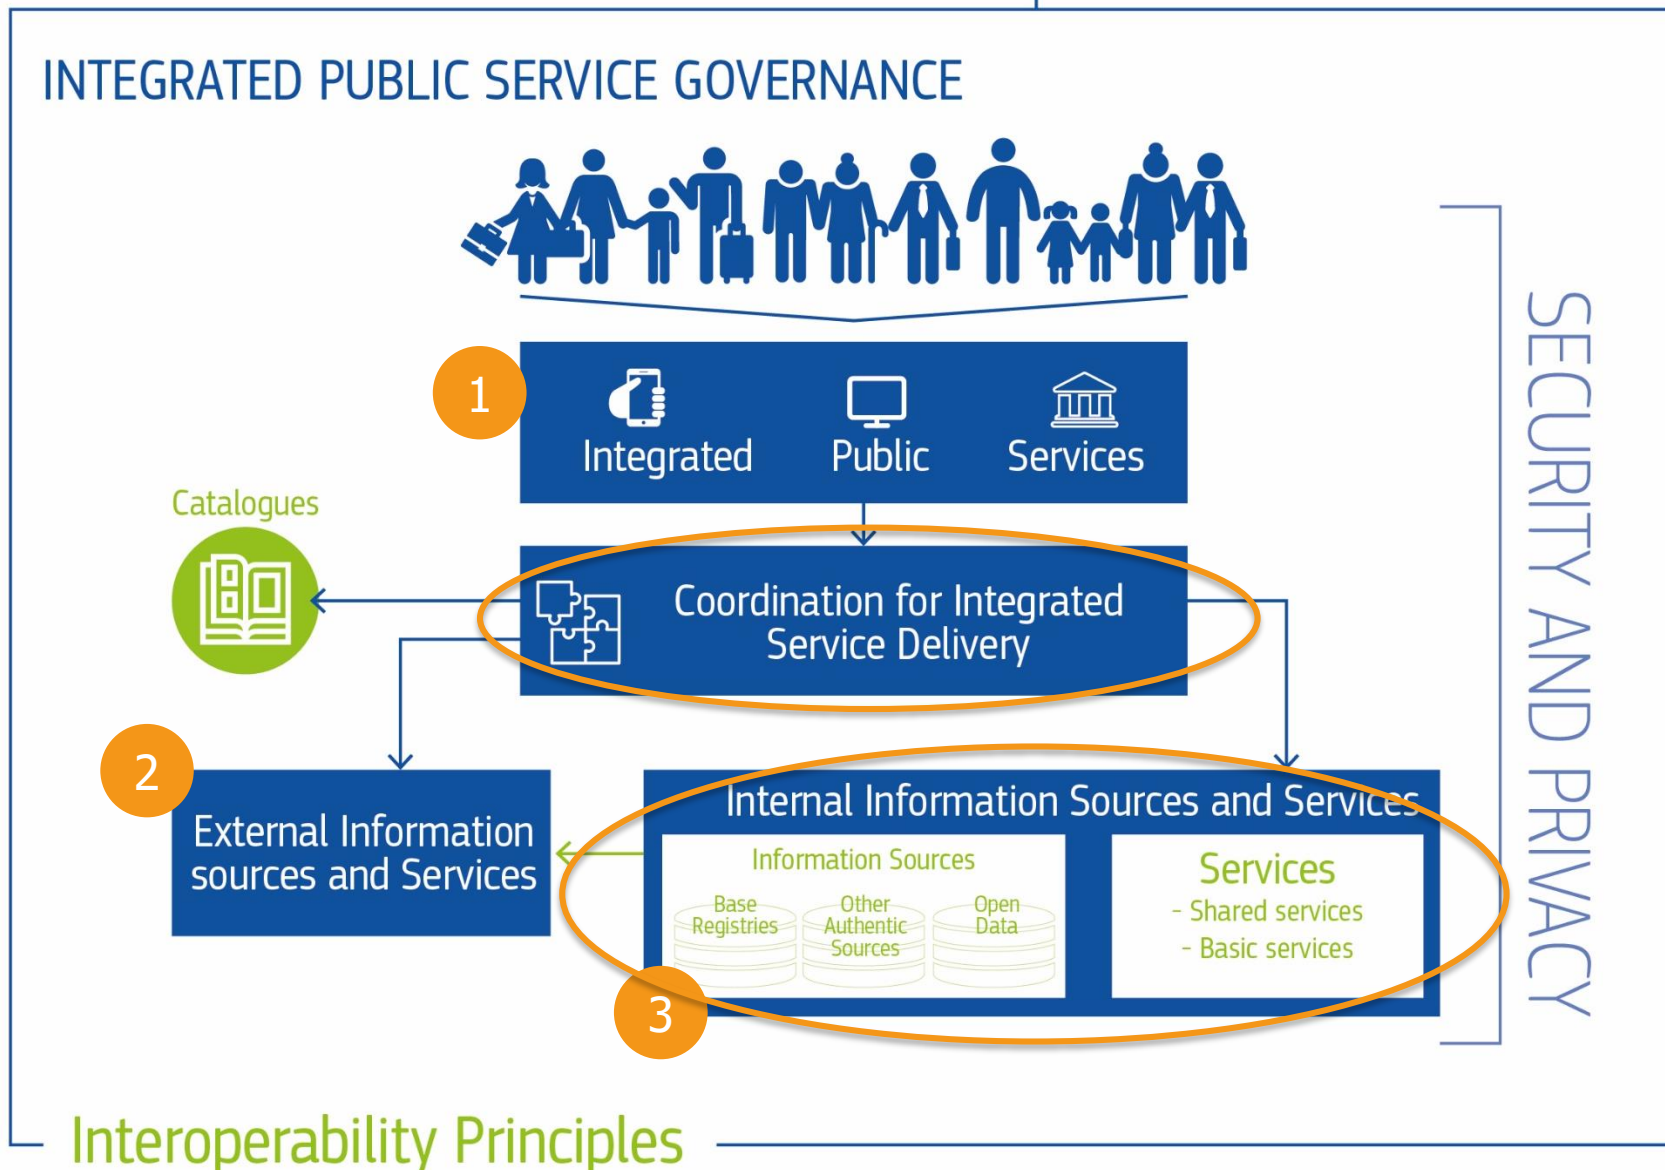 INTEGRATED PUBLIC SERVICE GOVERNANCE
1
Integrated
Public
Services
Catalogues
Coordination for Integrated
Service Delivery
2
External Information
sources and Services
Internal Information Sources and Services
Information Sources
Base
Registries
Other
Authentic
Sources
Open
Data
Services
- Shared services
- Basic services
3
SECURITY AND PRIVACY
Interoperability Principles